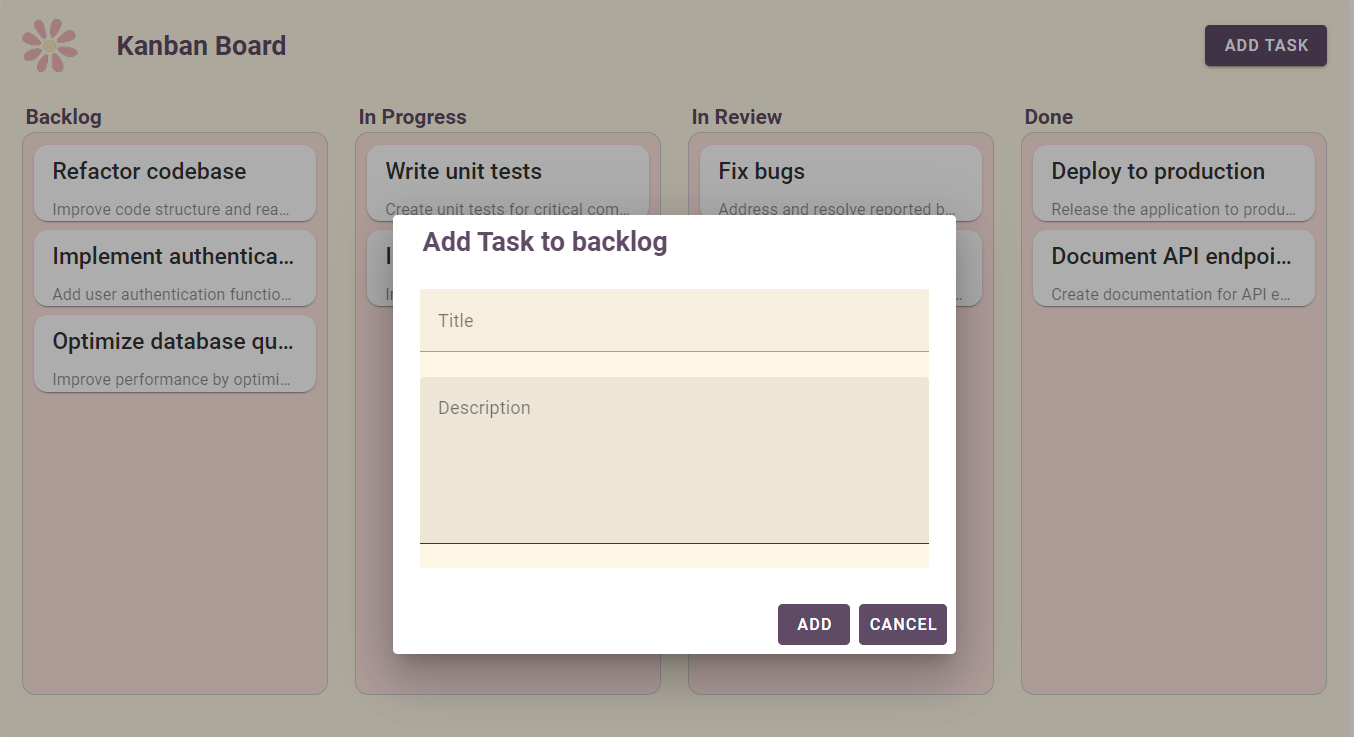 Kanban Board
ADD TASK
Backlog
Refactor codebase
Improve code structure and rea...
Implement authentica...
Add user authentication functio...
Optimize database qu...
Improve performance by optimi...
In Progress
Write unit tests
Create unit tests for critical com...
In Review
Fix bugs
Address and resolve reported b...
Done
Deploy to production
Release the application to produ...
Document API endpoi...
Create documentation for API e...
Add Task to backlog
Title
Description
ADD
CANCEL